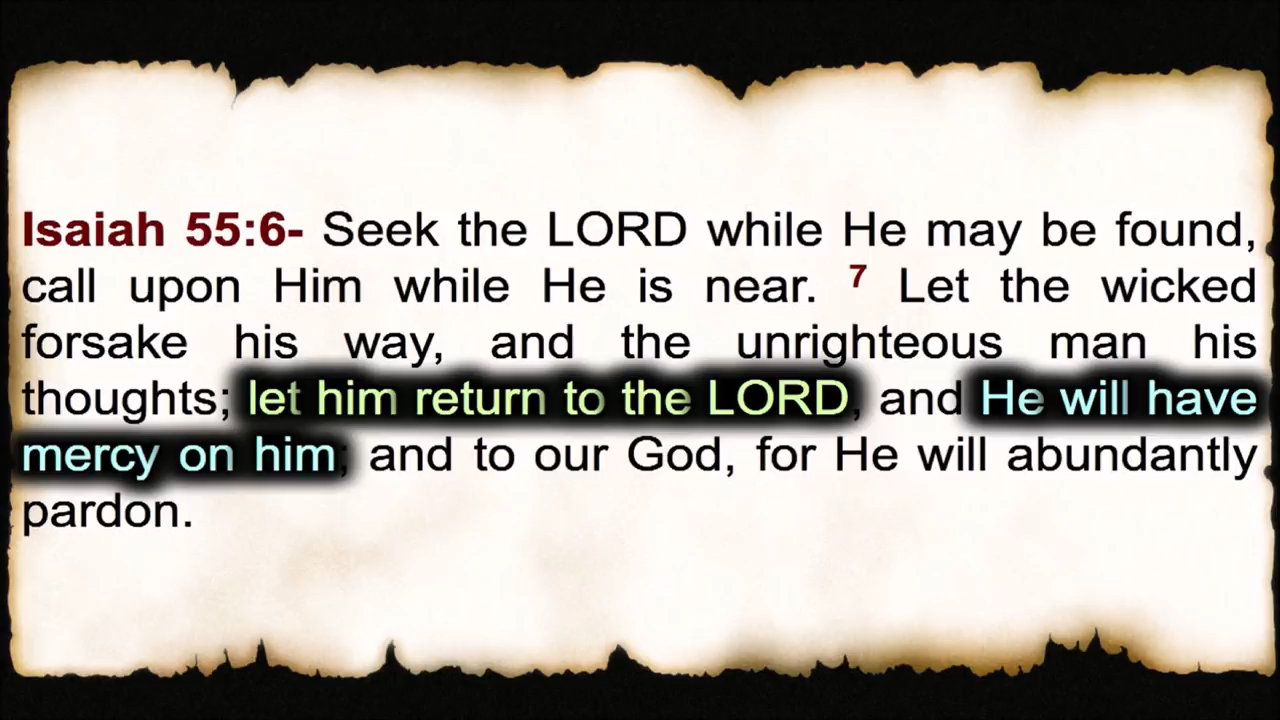 Isaiah 55:6- Seek the LORD while He may be found,
call upon Him while He is near. 7 Let the wicked
forsake his way, and the unrighteous man his
thoughts; let him return to the LORD, and He will have
mercy on him; and to our God, for He will abundantly
pardon.